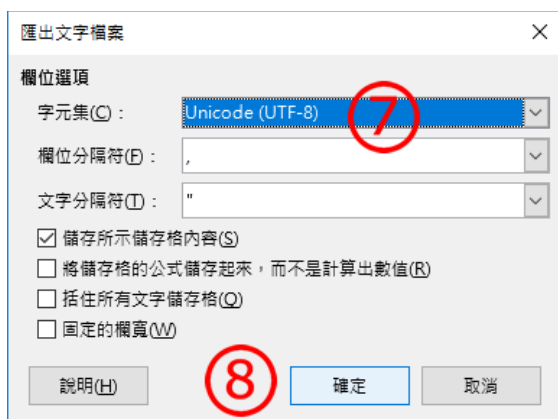 匯出文字檔案
欄位選項
字元集(C)： Unicode (UTF-8) ⑦
欄位分隔符(F)： ,
文字分隔符(T)： "
儲存所示儲存格內容(S)
將儲存格的公式儲存起來，而不是計算出數值(R)
括住所有文字儲存格(Q)
固定的欄寬(W)
說明(H) ⑧ 確定 取消